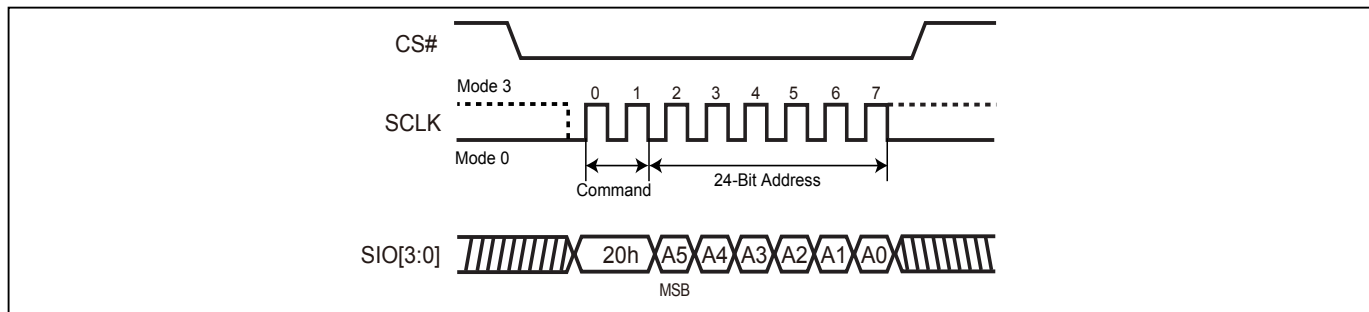 CS#
Mode 3
0 1 2 3 4 5 6 7
SCLK
Mode 0
Command
24-Bit Address
SIO[3:0]
20h A5 A4 A3 A2 A1 A0
MSB